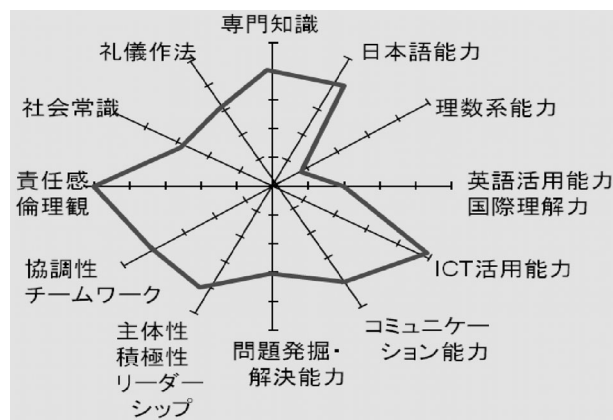 専門知識
日本語能力
理数系能力
英語活用能力
国際理解力
ICT活用能力
コミュニケー
ション能力
問題発掘・
解決能力
主体性
積極性
リーダー
シップ
協調性
チームワーク
責任感
倫理観
社会常識
礼儀作法